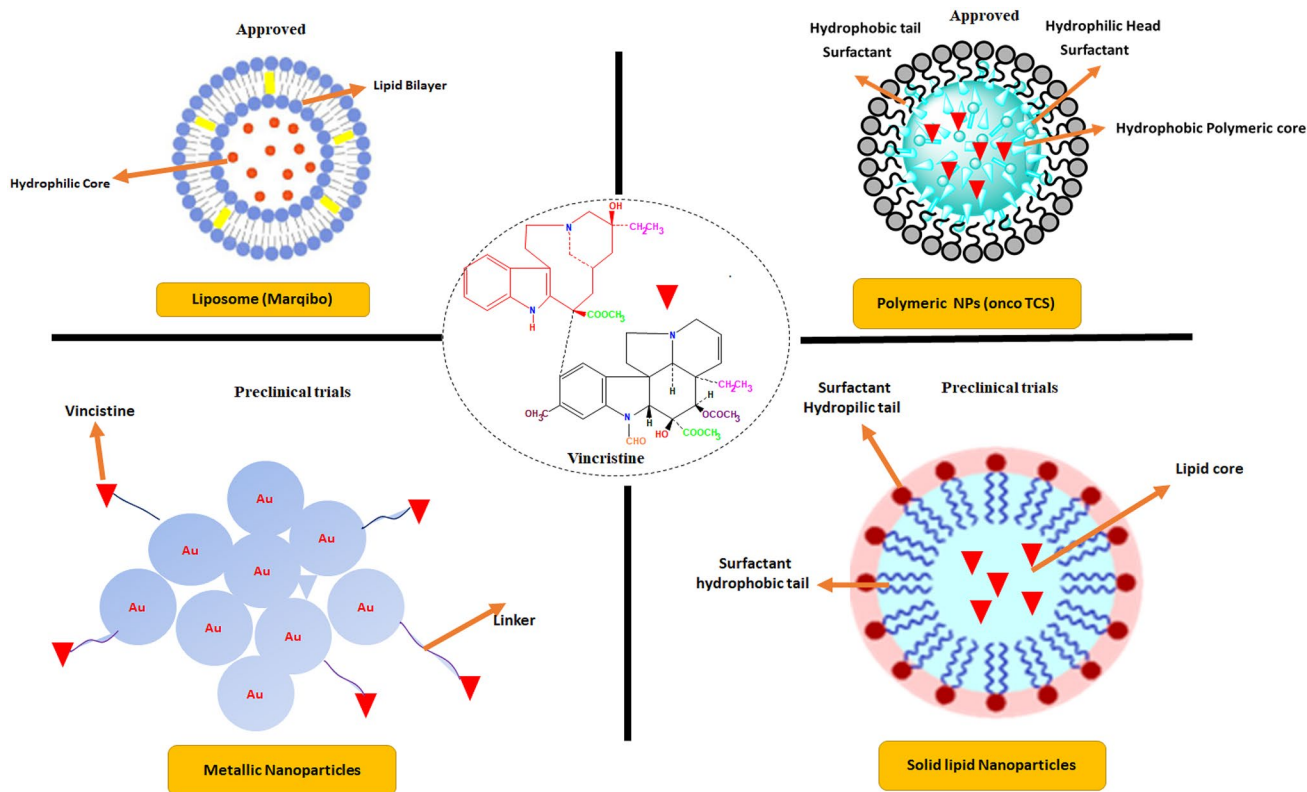 Approved
Lipid Bilayer
Hydrophilic Core
Liposome (Marqibo)
Approved
Hydrophobic tail
Surfactant
Hydrophilic Head
Surfactant
Hydrophobic Polymeric core
Polymeric NPs (onco TCS)
OH
N
CH2CH3
N
H
COOCH3
N
CH2CH3
H
H
OCOCH3
OH3C
N
H
HO
COOCH3
CHO
Vincristine
Preclinical trials
Vincistine
Au
Au
Au
Au
Au
Au
Au
Au
Au
Linker
Metallic Nanoparticles
Preclinical trials
Surfactant
Hydropilic tail
Lipid core
Surfactant
hydrophobic tail
Solid lipid Nanoparticles